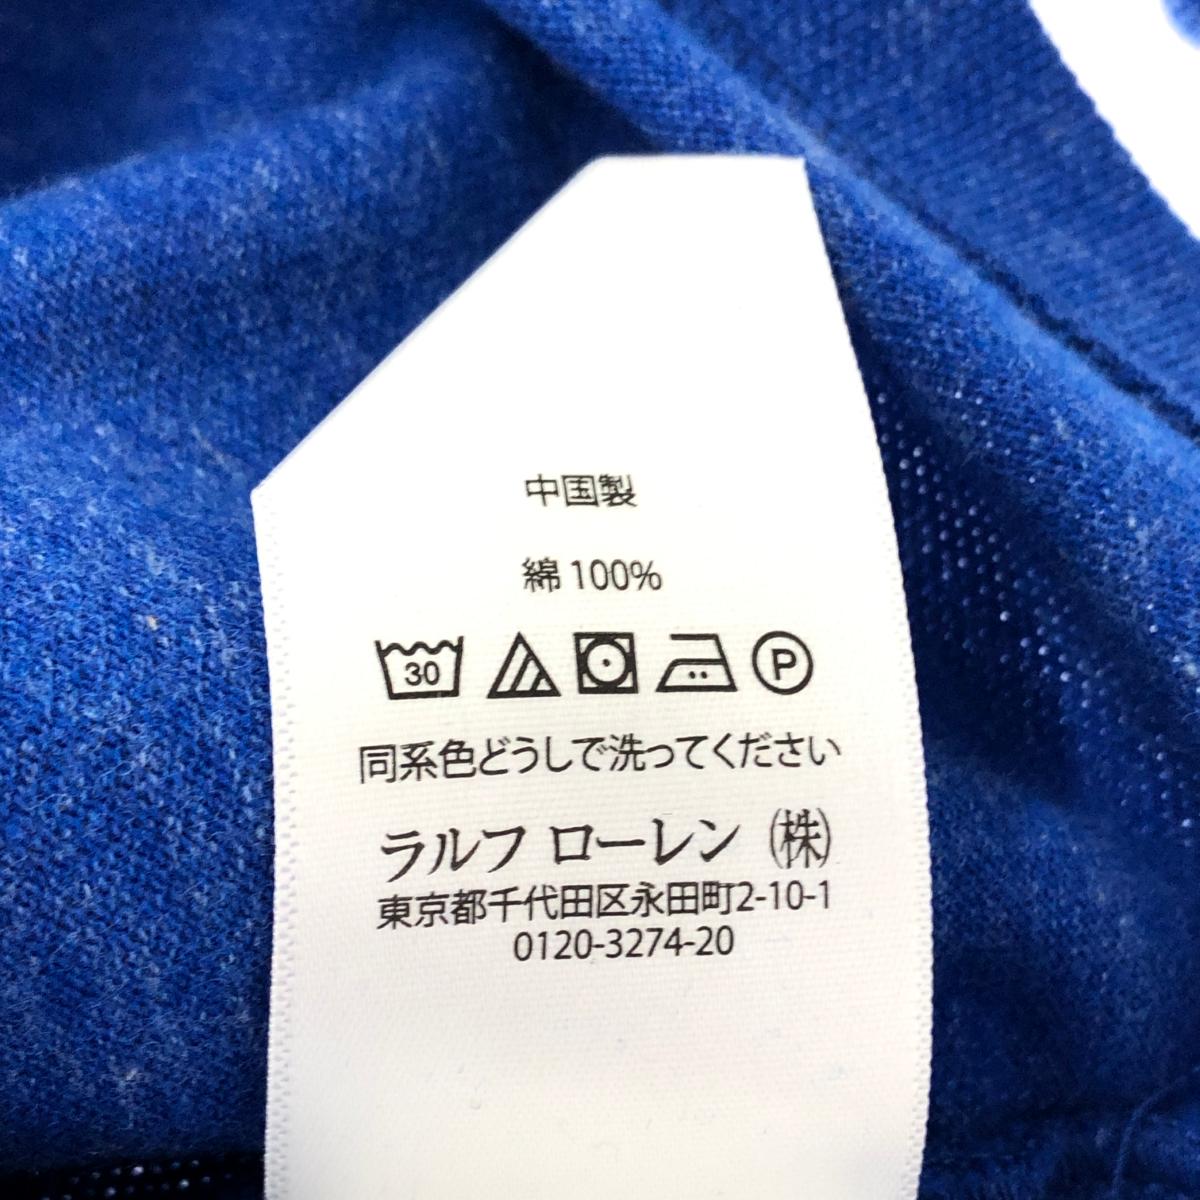 中国製
綿 100%
30 P
同系色どうしで洗ってください
ラルフ ローレン ㈱
東京都千代田区永田町2-10-1
0120-3274-20